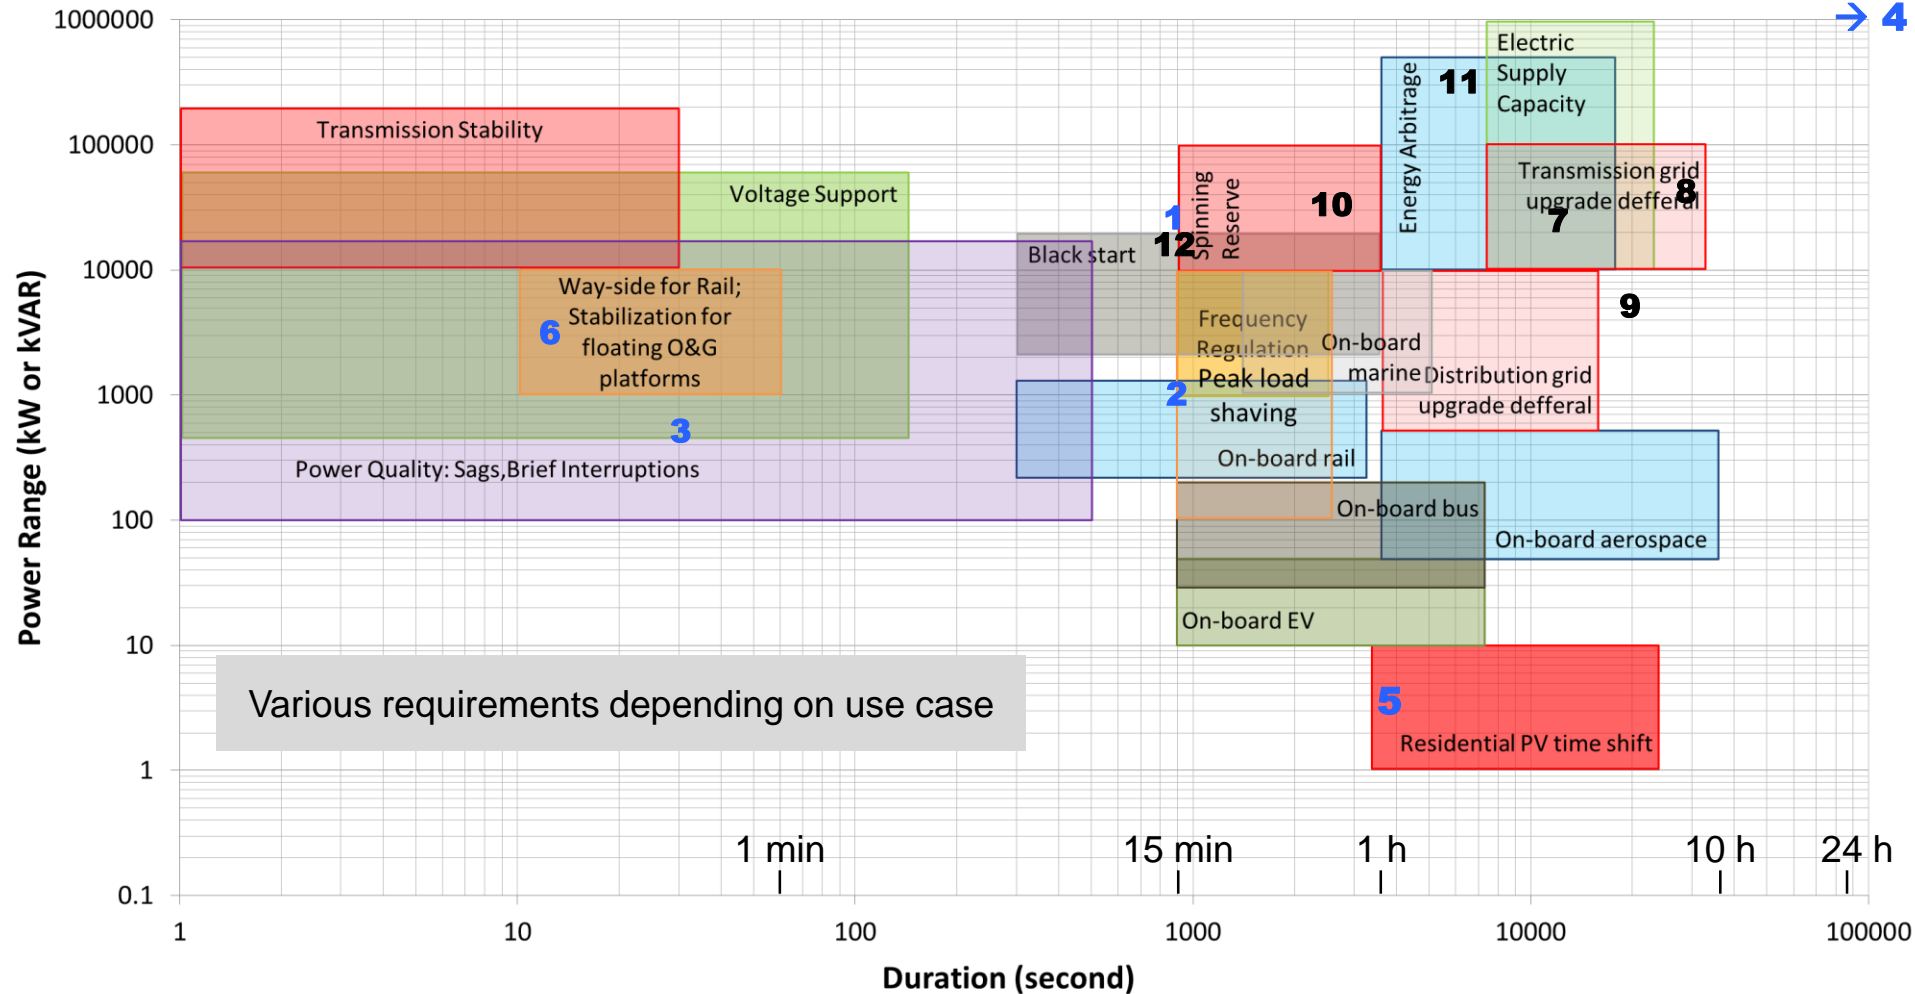 1000000
100000
10000
1000
100
10
1
0.1
Power Range (kW or kVAR)
→ 4
Electric
Supply
Capacity
11
Energy Arbitrage
Transmission Stability
Voltage Support
Transmission grid
upgrade defferal
8
7
10
Spinning
Reserve
1
12
Black start
9
Way-side for Rail;
Stabilization for
floating O&G
platforms
6
Frequency
Regulation
On-board
marine
Peak load
shaving
2
Distribution grid
upgrade defferal
3
Power Quality: Sags,Brief Interruptions
On-board rail
On-board bus
On-board aerospace
On-board EV
5
Residential PV time shift
Various requirements depending on use case
1 min
15 min
1 h
10 h
24 h
1
10
100
1000
10000
100000
Duration (second)